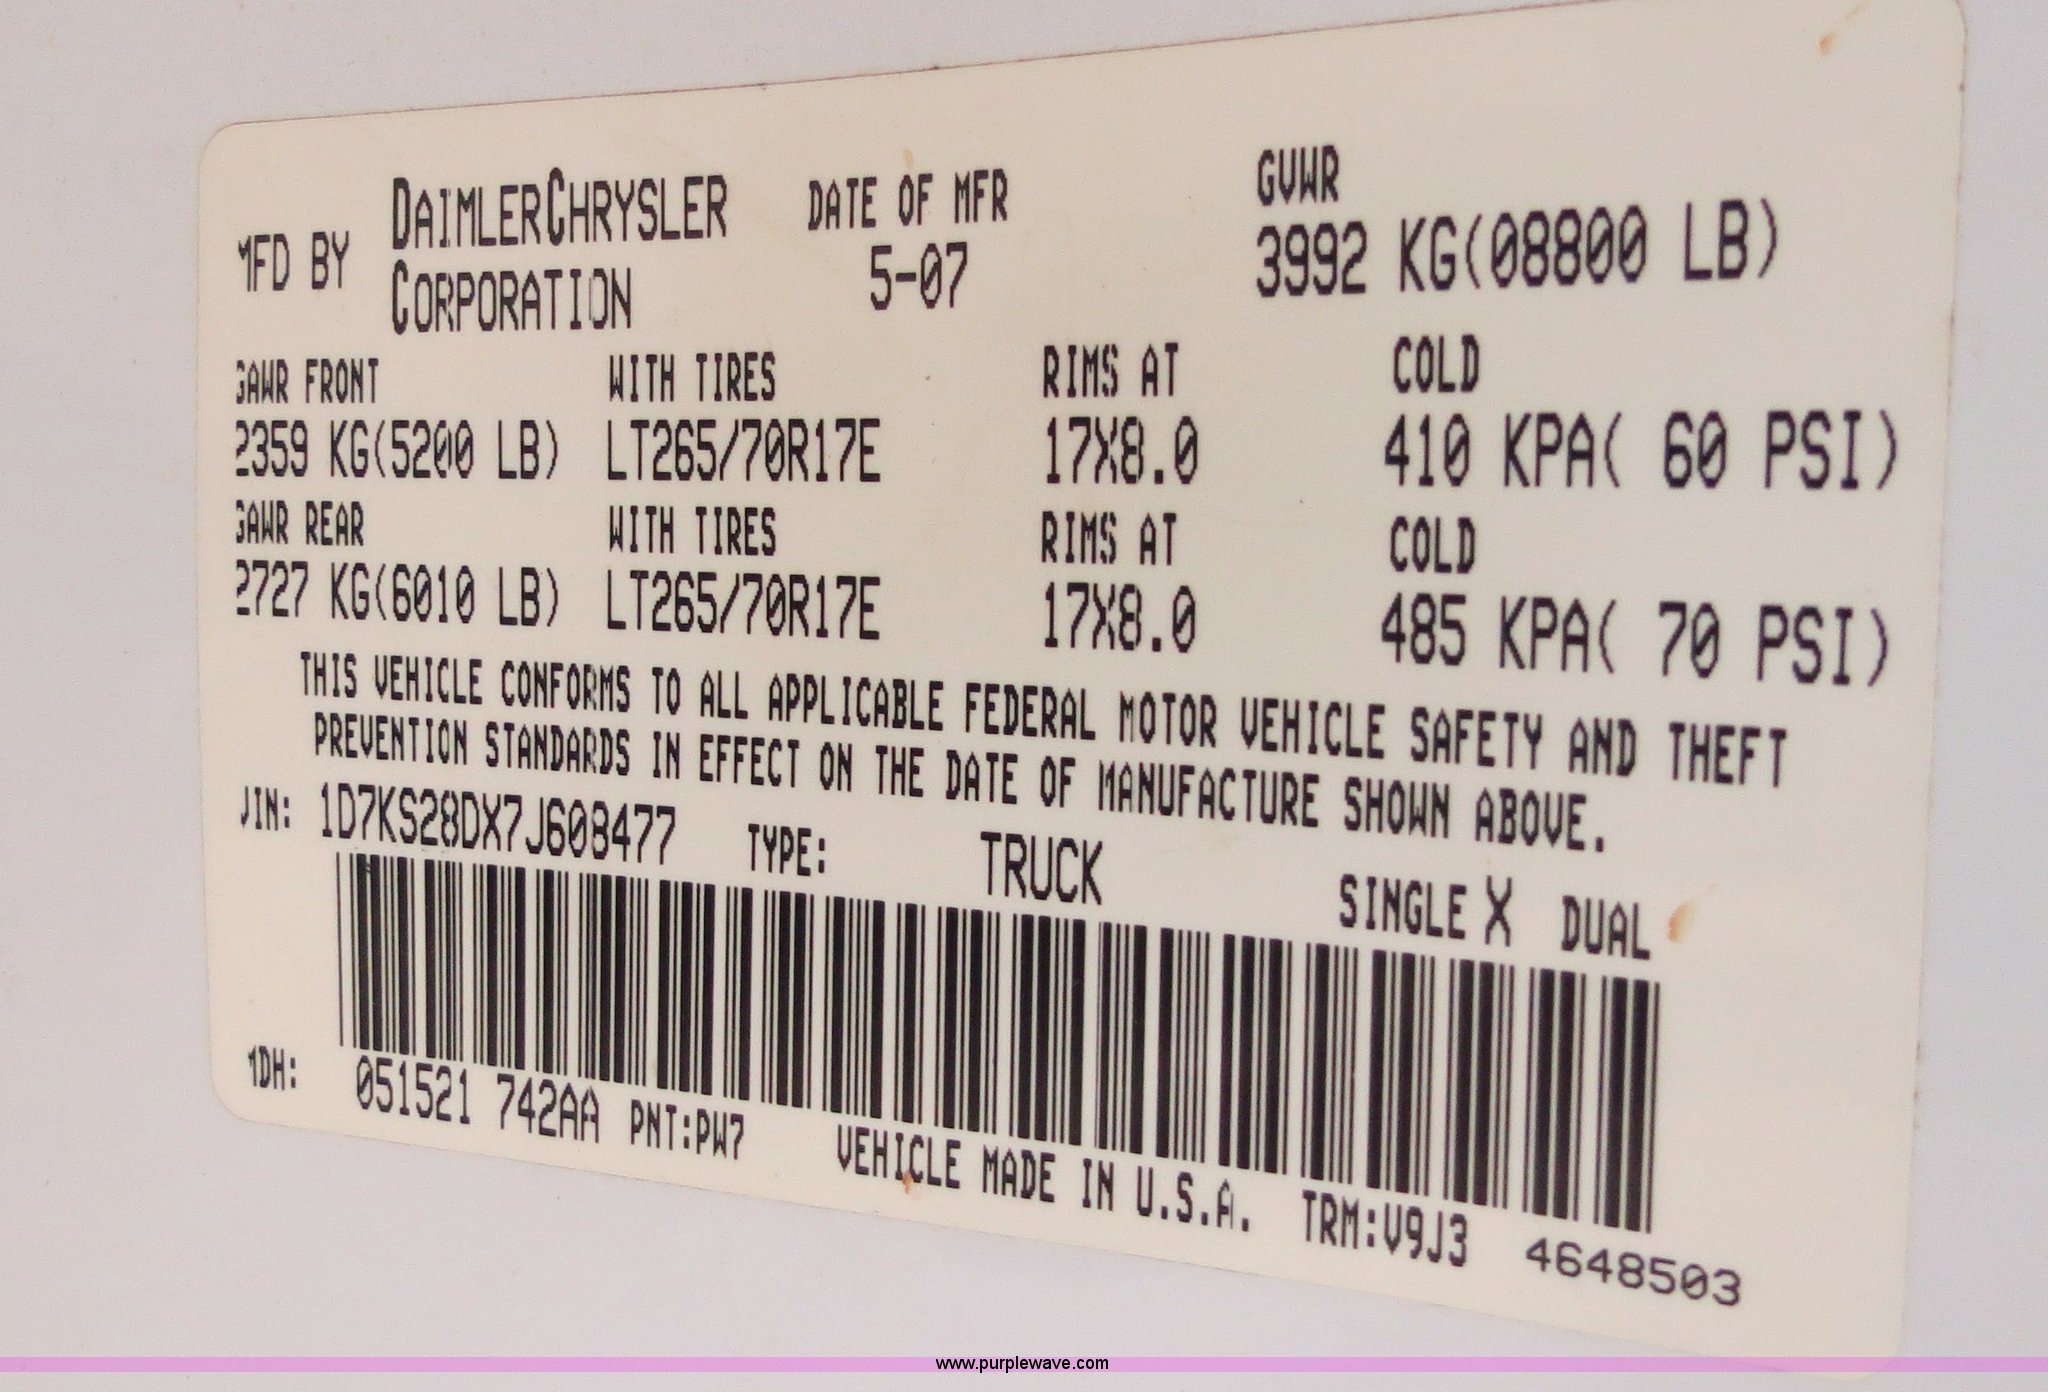 MFD BY DAIMLERCHRYSLER CORPORATION DATE OF MFR 5-07 GVWR 3992 KG(08800 LB)
GAWR FRONT WITH TIRES RIMS AT COLD
2359 KG(5200 LB) LT265/70R17E 17X8.0 410 KPA( 60 PSI)
GAWR REAR WITH TIRES RIMS AT COLD
2727 KG(6010 LB) LT265/70R17E 17X8.0 485 KPA( 70 PSI)
THIS VEHICLE CONFORMS TO ALL APPLICABLE FEDERAL MOTOR VEHICLE SAFETY AND THEFT
PREVENTION STANDARDS IN EFFECT ON THE DATE OF MANUFACTURE SHOWN ABOVE.
VIN: 1D7KS28DX7J608477 TYPE: TRUCK SINGLE X DUAL
MDH: 051521 742AA PNT:PW7 VEHICLE MADE IN U.S.A. TRM:V9J3 4648503
www.purplewave.com